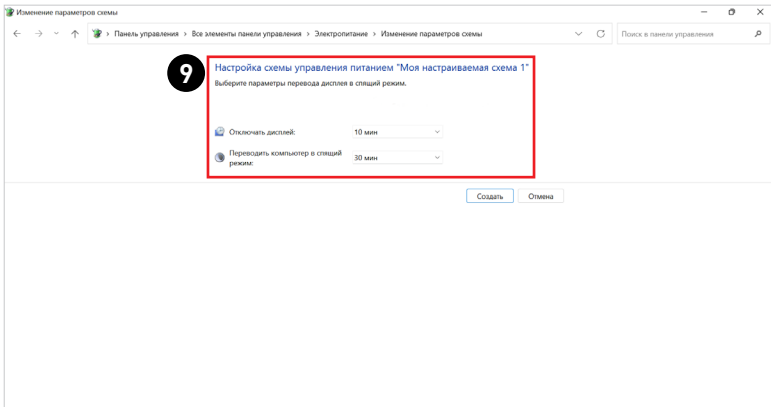 Изменение параметров схемы
Панель управления › Все элементы панели управления › Электропитание › Изменение параметров схемы
Поиск в панели управления
9
Настройка схемы управления питанием "Моя настраиваемая схема 1"
Выберите параметры перевода дисплея в спящий режим.
Отключать дисплей: 10 мин
Переводить компьютер в спящий
режим: 30 мин
Создать Отмена